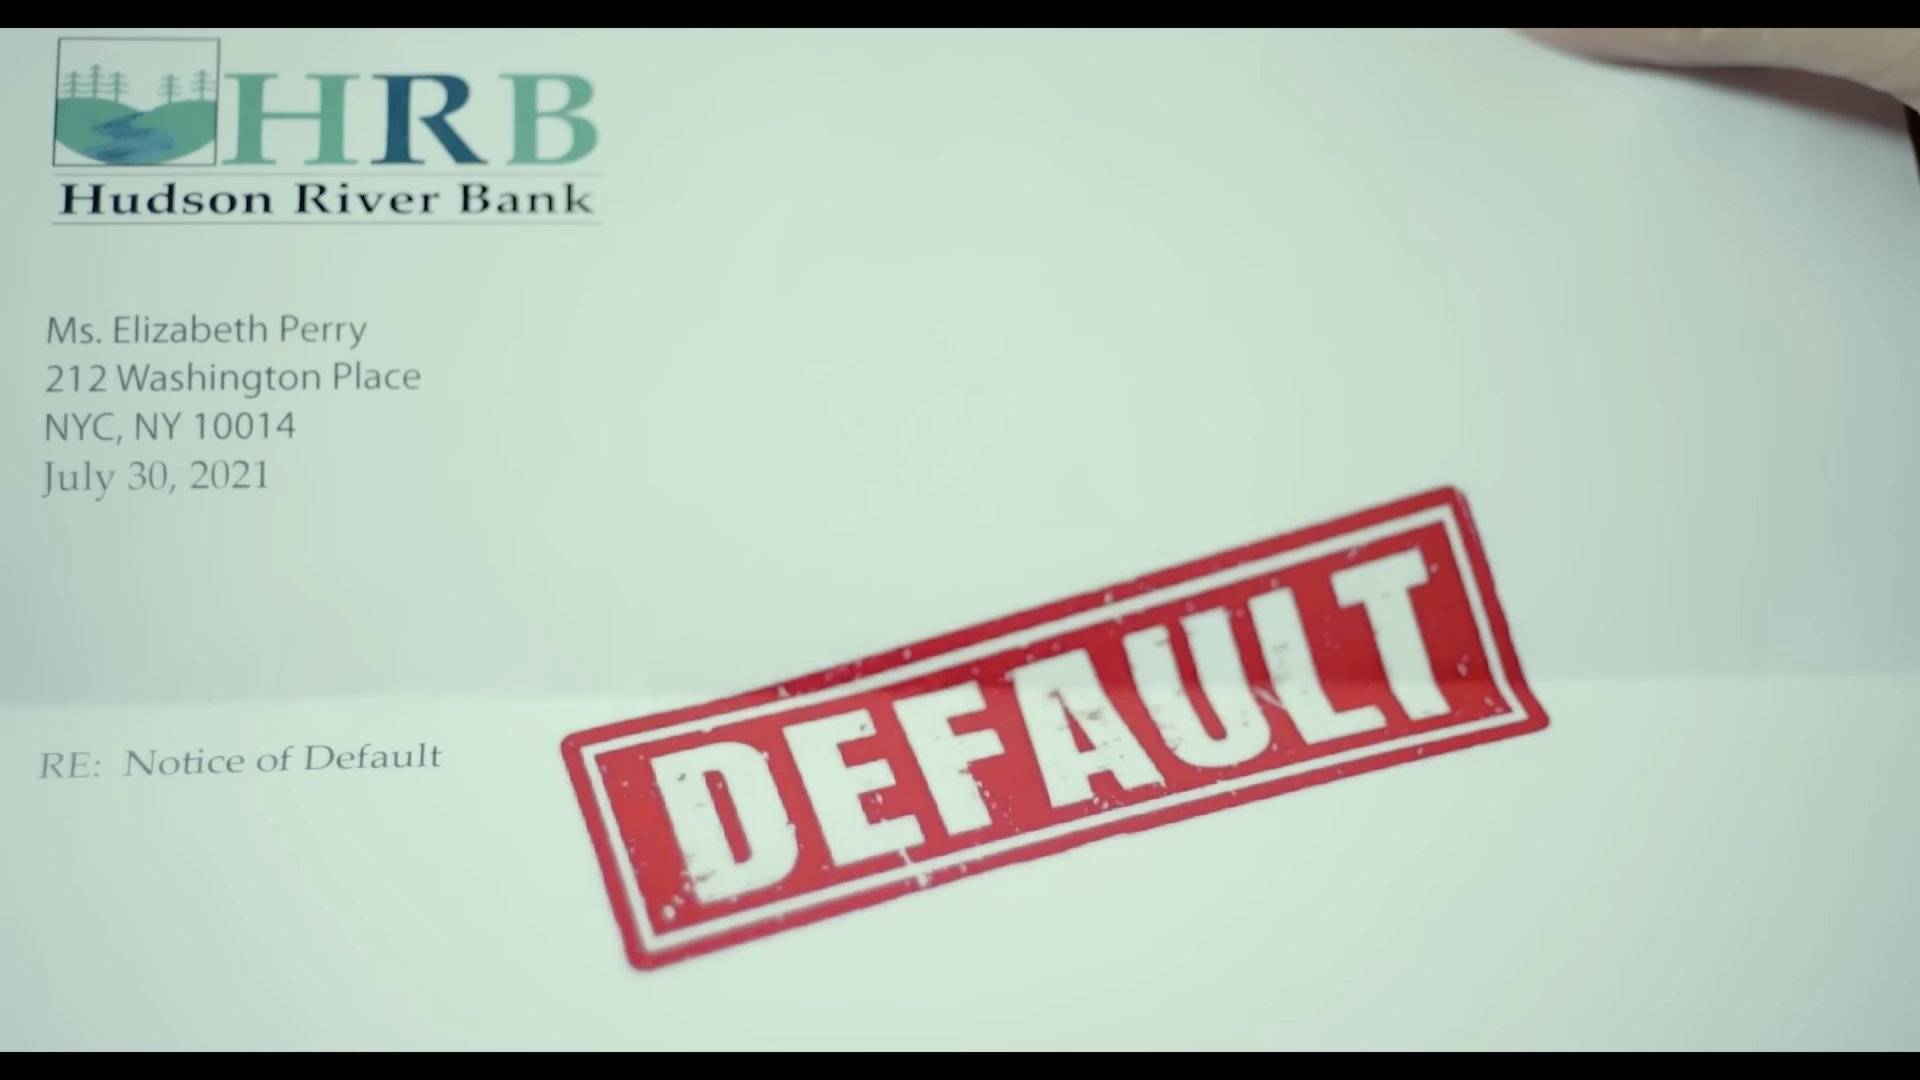 HRB
Hudson River Bank
Ms. Elizabeth Perry
212 Washington Place
NYC, NY 10014
July 30, 2021
DEFAULT
RE: Notice of Default